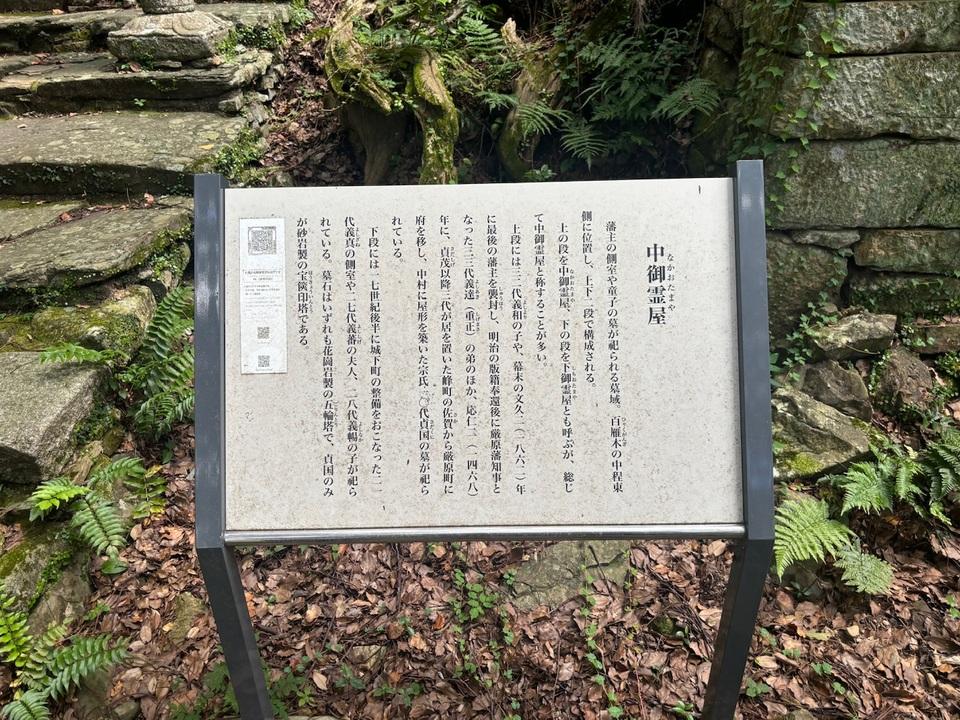 中御霊屋
なかおたまや
藩主の側室や童子の墓が祀られる墓域。百雁木の中程東
側に位置し、上下二段で構成される。
上の段を中御霊屋、下の段を下御霊屋とも呼ぶが、総じ
て中御霊屋と称することが多い。
上段には三二代義和の子や、幕末の文久二(一八六二)年
に最後の藩主を襲封し、明治の版籍奉還後に厳原藩知事と
なった三三代義達(重正)の弟のほか、応仁二(一四六八)
年に、貞茂以降三代が居を置いた峰町の佐賀から厳原町に
府を移し、中村に屋形を築いた宗氏一〇代貞国の墓が祀ら
れている。
下段には一七世紀後半に城下町の整備をおこなった二一
代義真の側室や二七代義蕃の夫人、二八代義暢の子が祀ら
れている。墓石はいずれも花崗岩製の五輪塔で、貞国のみ
が砂岩製の宝篋印塔である。